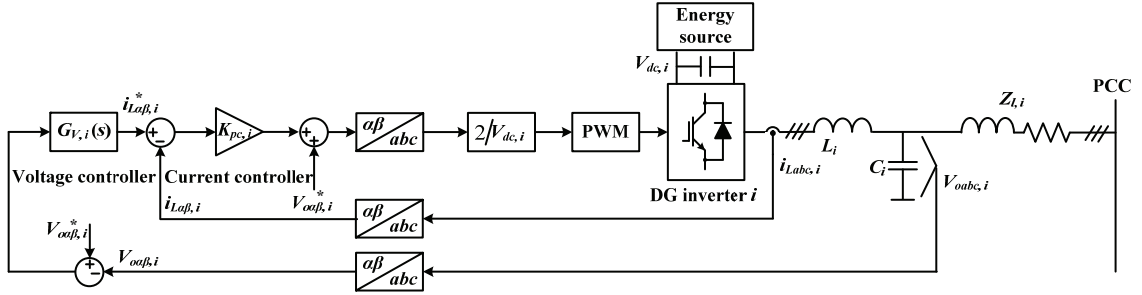 Energy
source
V_{dc, i}
PCC
i^*_{Lαβ, i}
G_{V, i}(s)
+
-
K_{pc, i}
+
+
αβ
abc
2/V_{dc, i}
PWM
Z_{l, i}
L_i
C_i
i_{Labc, i}
V_{oabc, i}
Voltage controller
Current controller
DG inverter i
V^*_{oαβ, i}
i_{Lαβ, i}
αβ
abc
V^*_{oαβ, i}
+
-
V_{oαβ, i}
αβ
abc